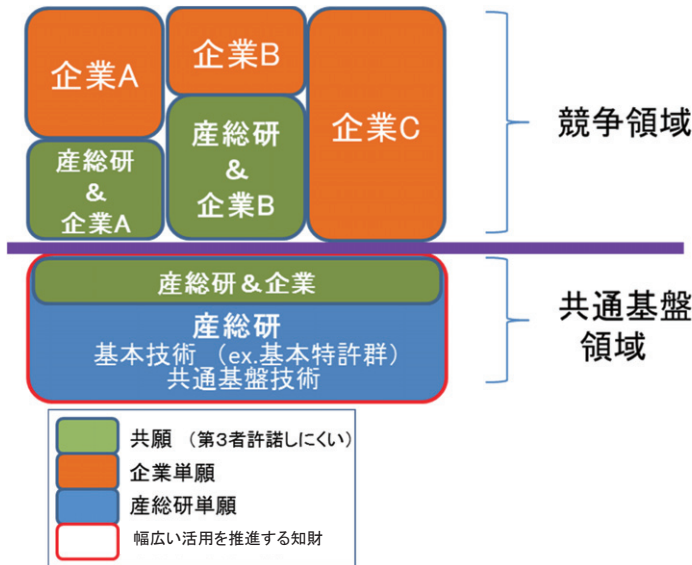 企業A
企業B
企業C
産総研
&
企業A
産総研
&
企業B
競争領域
産総研&企業
産総研
基本技術 (ex.基本特許群)
共通基盤技術
共通基盤
領域
共願 (第3者許諾しにくい)
企業単願
産総研単願
幅広い活用を推進する知財